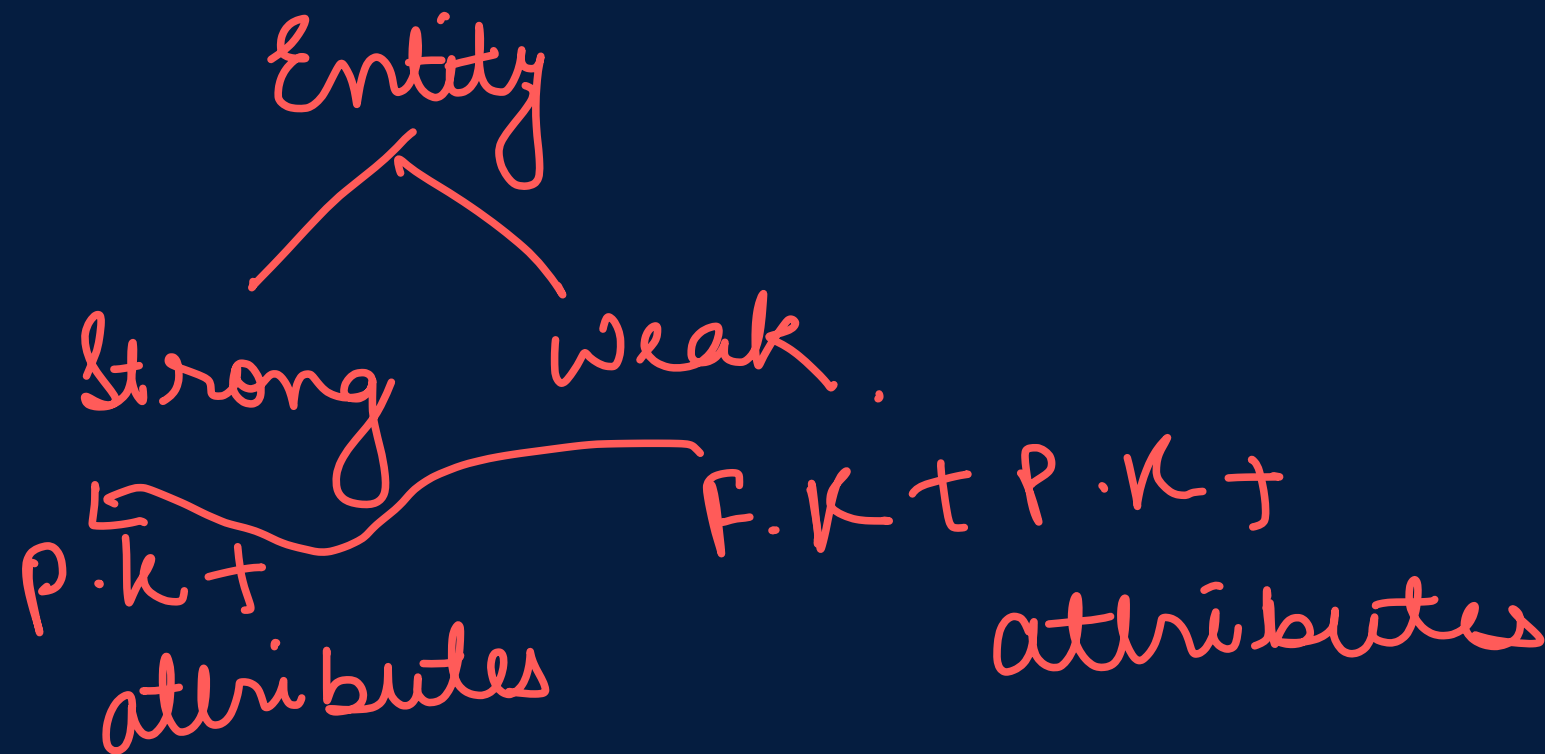 Entity
Strong
weak.
P.K +
attributes
F.K + P.K +
attributes